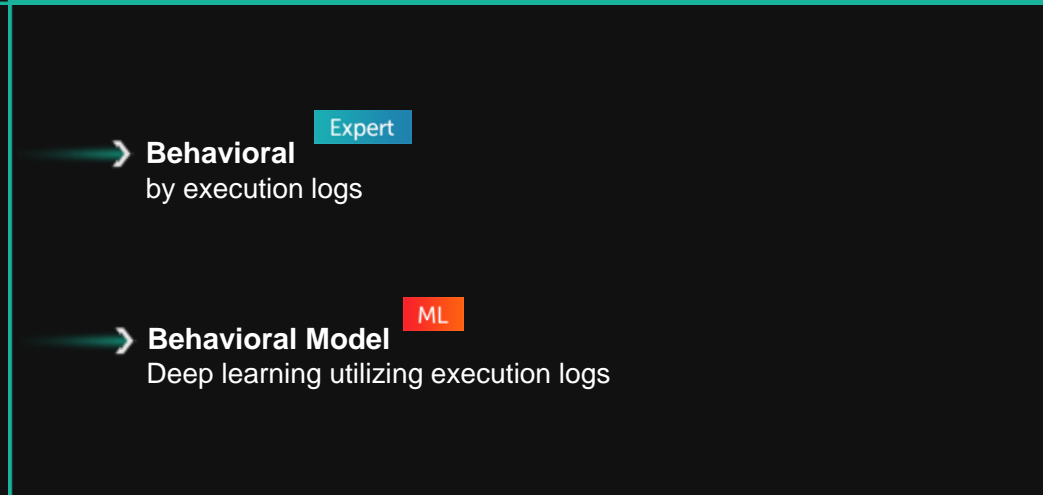 Expert
Behavioral
by execution logs
ML
Behavioral Model
Deep learning utilizing execution logs